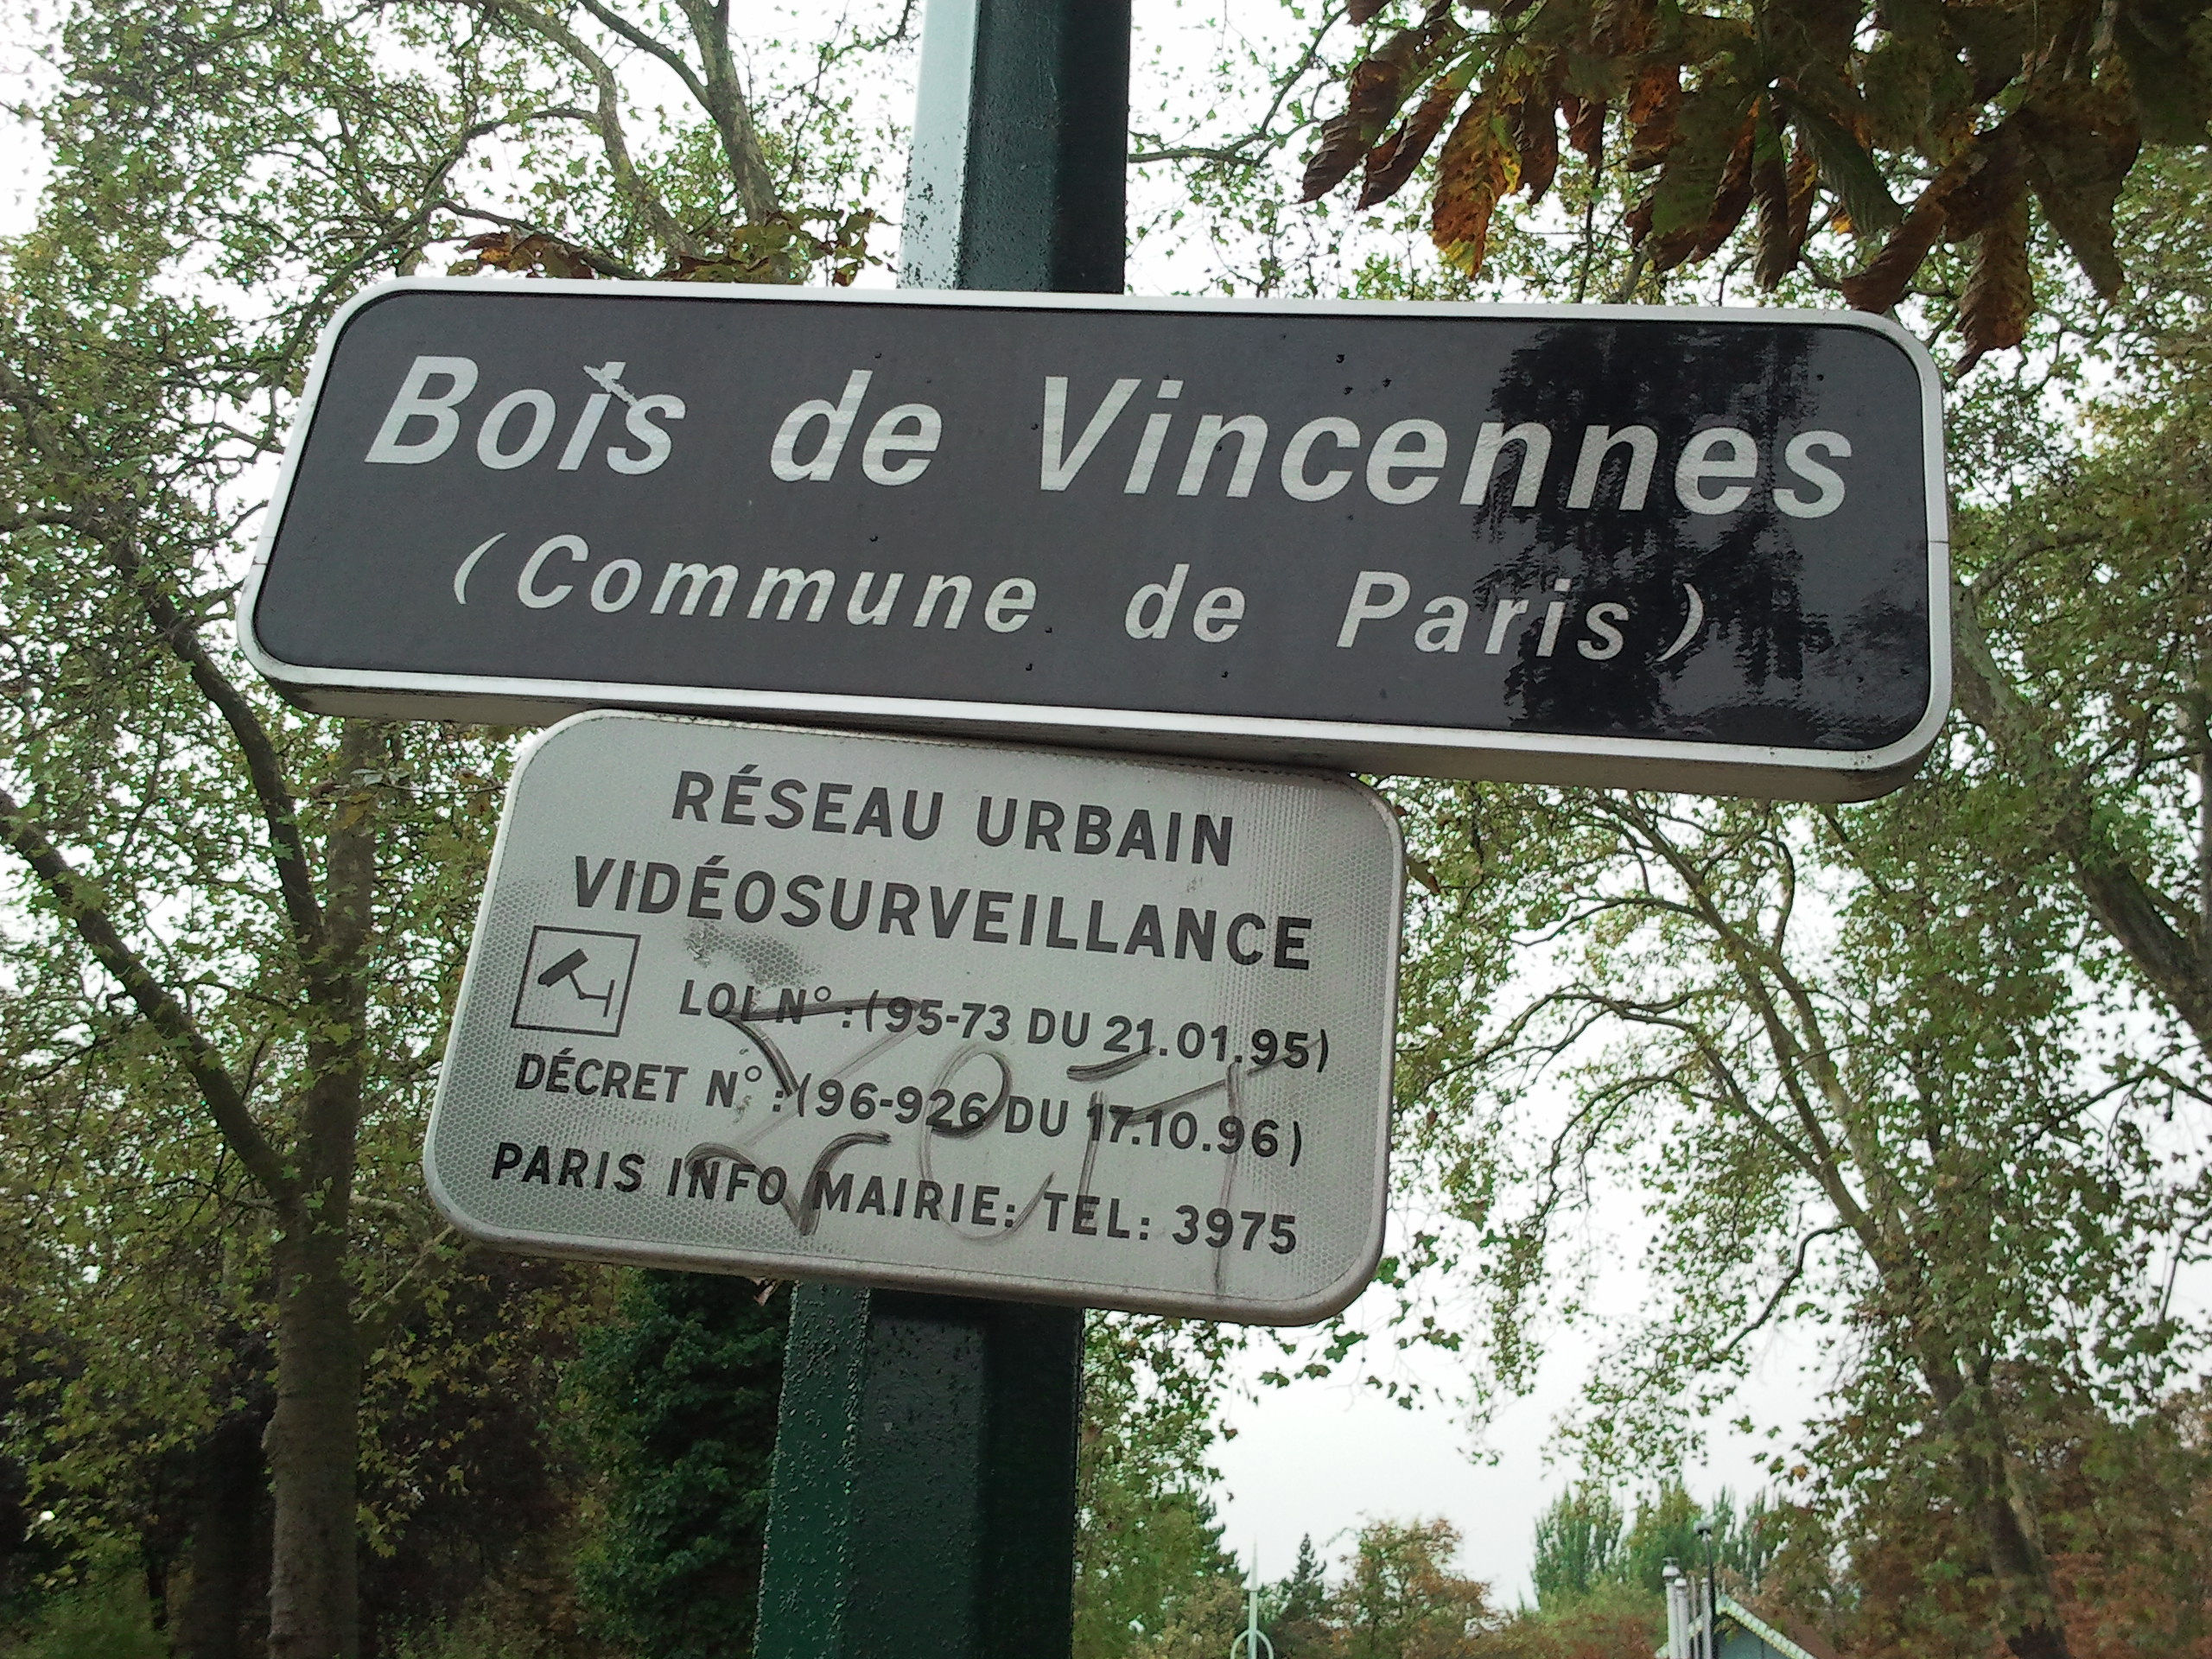 Bois de Vincennes
(Commune de Paris)
RÉSEAU URBAIN
VIDÉOSURVEILLANCE
LOI N° : (95-73 DU 21.01.95)
DÉCRET N° : (96-926 DU 17.10.96)
PARIS INFO MAIRIE: TEL: 3975